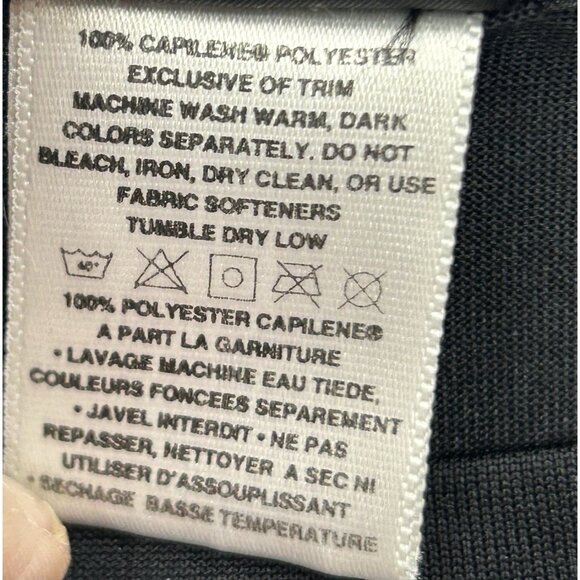 100% CAPILENE® POLYESTER
EXCLUSIVE OF TRIM
MACHINE WASH WARM, DARK
COLORS SEPARATELY. DO NOT
BLEACH, IRON, DRY CLEAN, OR USE
FABRIC SOFTENERS
TUMBLE DRY LOW
40°
100% POLYESTER CAPILENE®
A PART LA GARNITURE
• LAVAGE MACHINE EAU TIEDE,
COULEURS FONCEES SEPAREMENT
• JAVEL INTERDIT • NE PAS
REPASSER, NETTOYER A SEC NI
UTILISER D'ASSOUPLISSANT
• SECHAGE BASSE TEMPERATURE